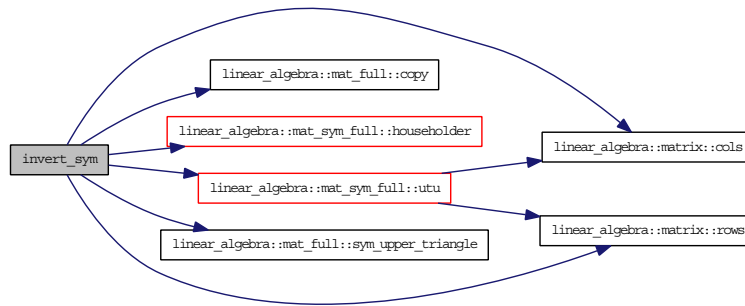 linear_algebra::mat_full::copy
linear_algebra::mat_sym_full::householder
linear_algebra::matrix::cols
invert_sym
linear_algebra::mat_sym_full::utu
linear_algebra::matrix::rows
linear_algebra::mat_full::sym_upper_triangle